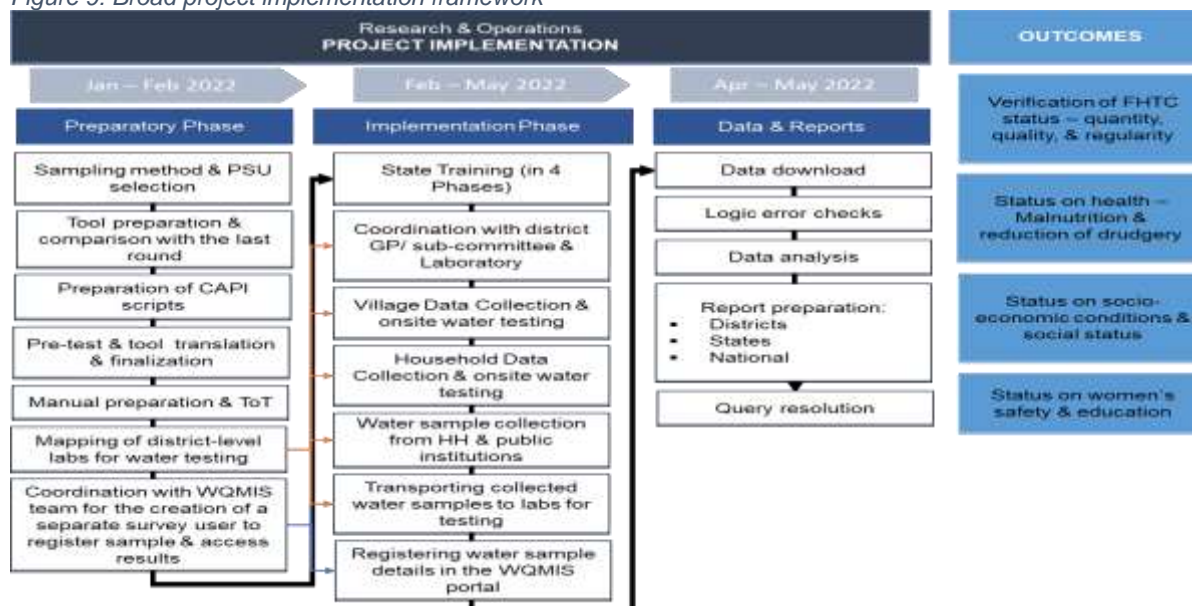 Figure 9: Broad project implementation framework
Research & Operations
PROJECT IMPLEMENTATION
OUTCOMES
Jan – Feb 2022
Feb – May 2022
Apr – May 2022
Preparatory Phase
Implementation Phase
Data & Reports
Sampling method & PSU
selection
Tool preparation &
comparison with the last
round
Preparation of CAPI
scripts
Pre-test & tool translation
& finalization
Manual preparation & ToT
Mapping of district-level
labs for water testing
Coordination with WQMIS
team for the creation of a
separate survey user to
register sample & access
results
State Training (in 4
Phases)
Coordination with district
GP/ sub-committee &
Laboratory
Village Data Collection &
onsite water testing
Household Data
Collection & onsite water
testing
Water sample collection
from HH & public
institutions
Transporting collected
water samples to labs for
testing
Registering water sample
details in the WQMIS
portal
Data download
Logic error checks
Data analysis
Report preparation:
• Districts
• States
• National
Query resolution
Verification of FHTC
status – quantity,
quality, & regularity
Status on health –
Malnutrition &
reduction of drudgery
Status on socio-
economic conditions &
social status
Status on women's
safety & education